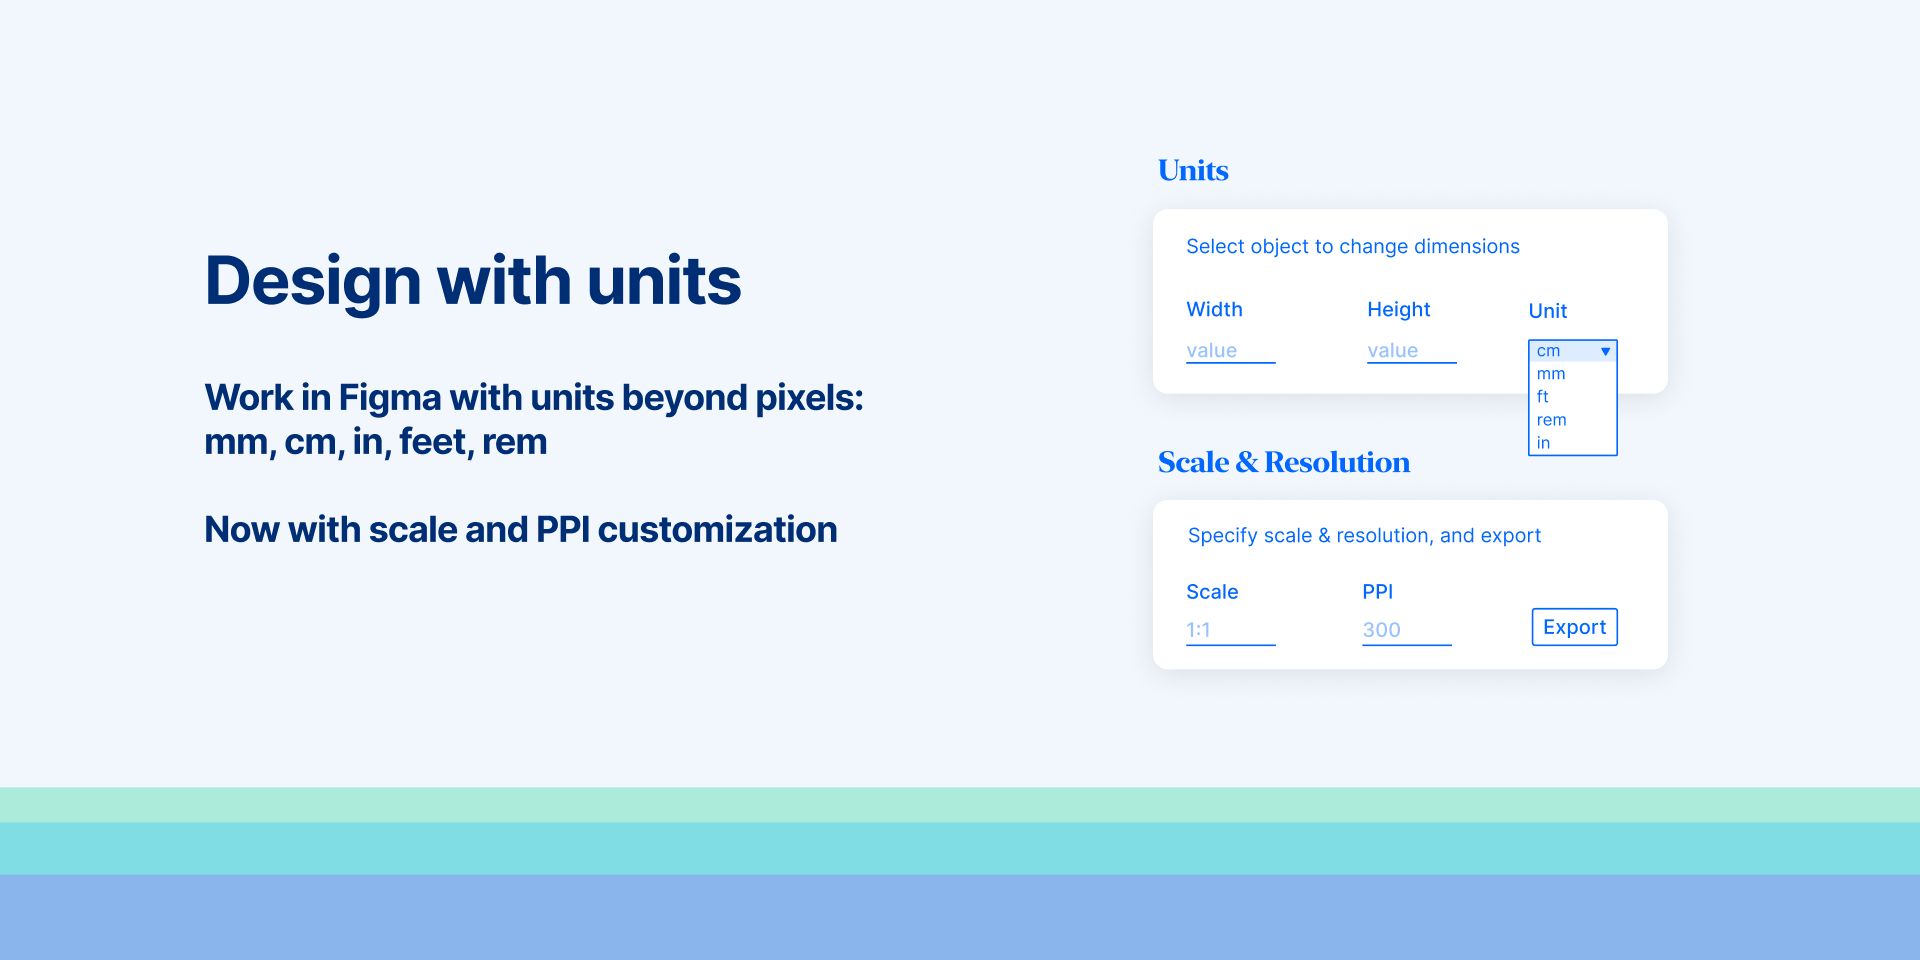 Design with units
Work in Figma with units beyond pixels:
mm, cm, in, feet, rem
Now with scale and PPI customization
Units
Select object to change dimensions
Width Height Unit
value value cm
mm
ft
rem
in
Scale & Resolution
Specify scale & resolution, and export
Scale PPI
1:1 300 Export